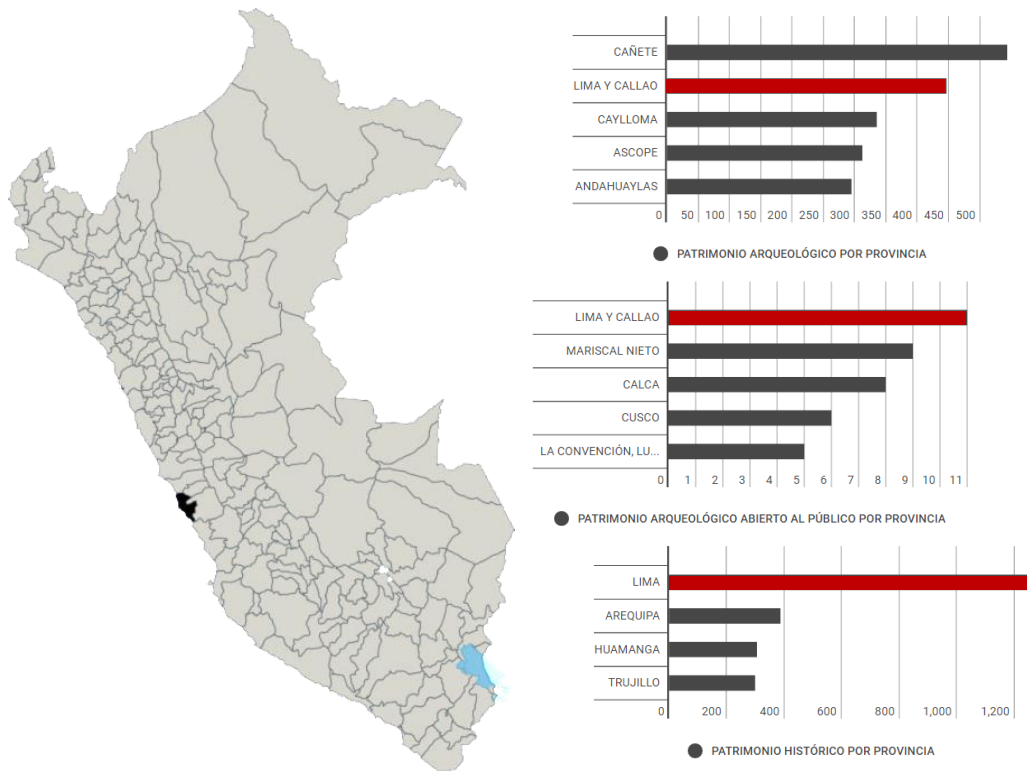 CAÑETE
LIMA Y CALLAO
CAYLLOMA
ASCOPE
ANDAHUAYLAS
0 50 100 150 200 250 300 350 400 450 500
PATRIMONIO ARQUEOLÓGICO POR PROVINCIA
LIMA Y CALLAO
MARISCAL NIETO
CALCA
CUSCO
LA CONVENCIÓN, LU...
0 1 2 3 4 5 6 7 8 9 10 11
PATRIMONIO ARQUEOLÓGICO ABIERTO AL PÚBLICO POR PROVINCIA
LIMA
AREQUIPA
HUAMANGA
TRUJILLO
0 200 400 600 800 1,000 1,200
PATRIMONIO HISTÓRICO POR PROVINCIA